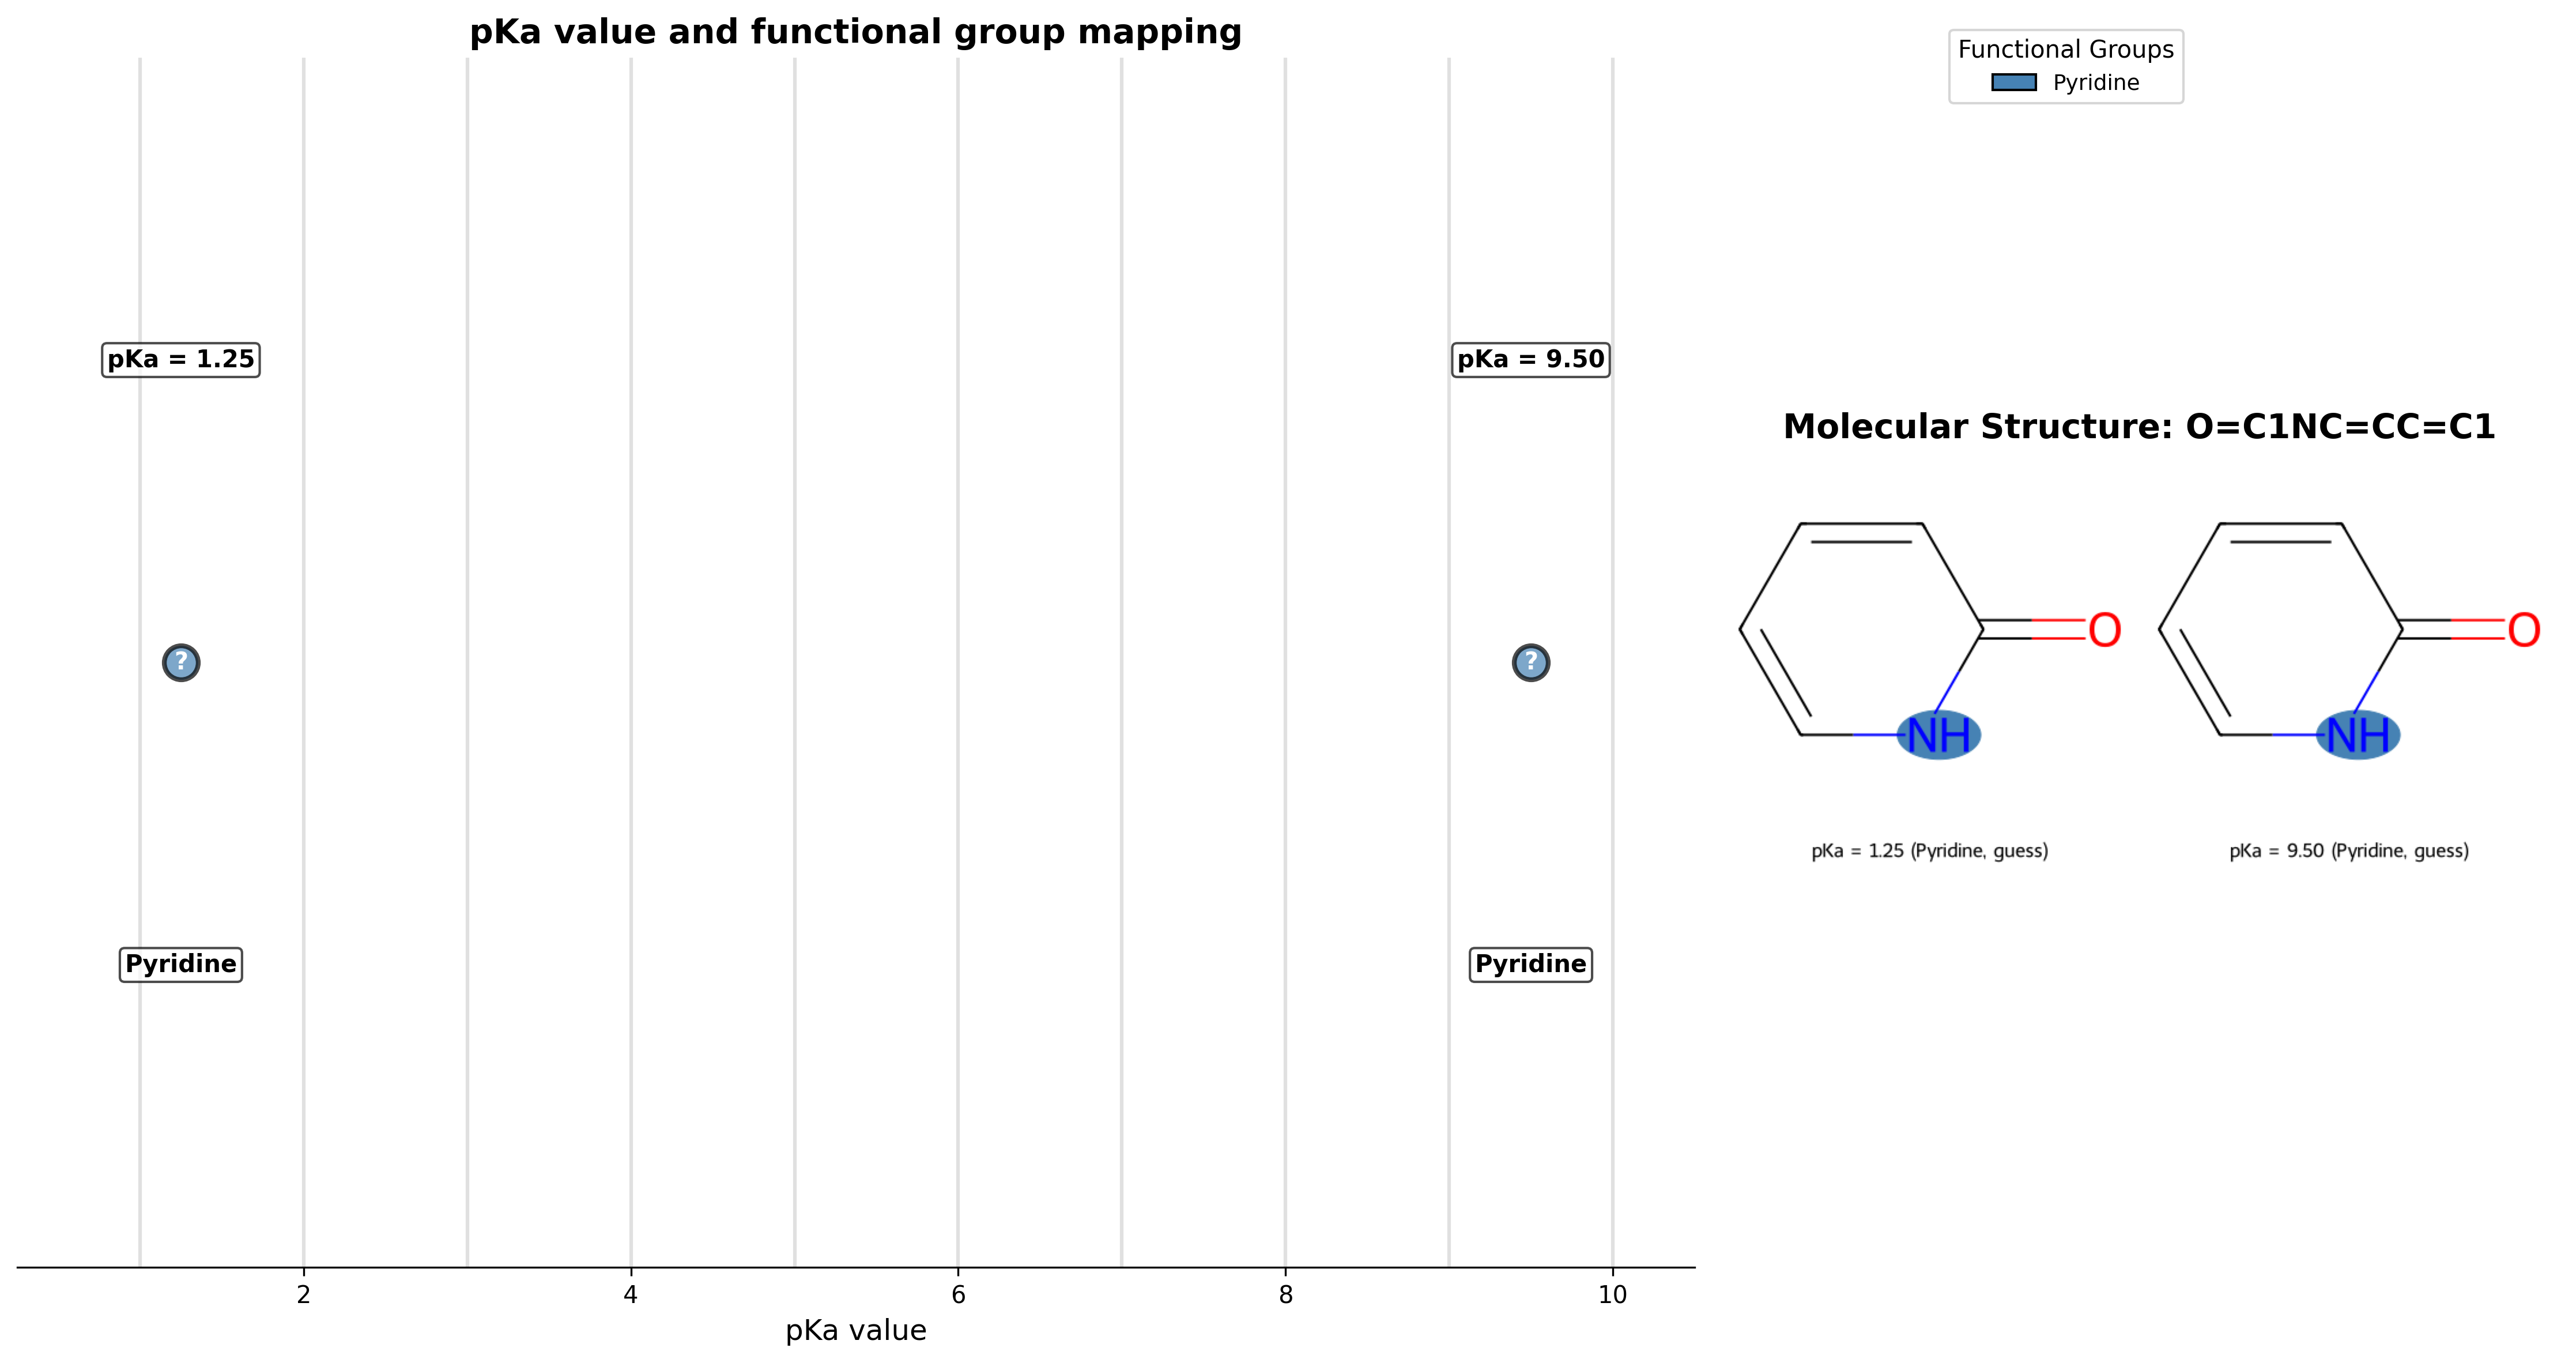 pKa value and functional group mapping
Functional Groups
Pyridine
pKa = 1.25
pKa = 9.50
Molecular Structure: O=C1NC=CC=C1
O
O
?
?
NH
NH
pKa = 1.25 (Pyridine, guess)
pKa = 9.50 (Pyridine, guess)
Pyridine
Pyridine
2
4
6
8
10
pKa value